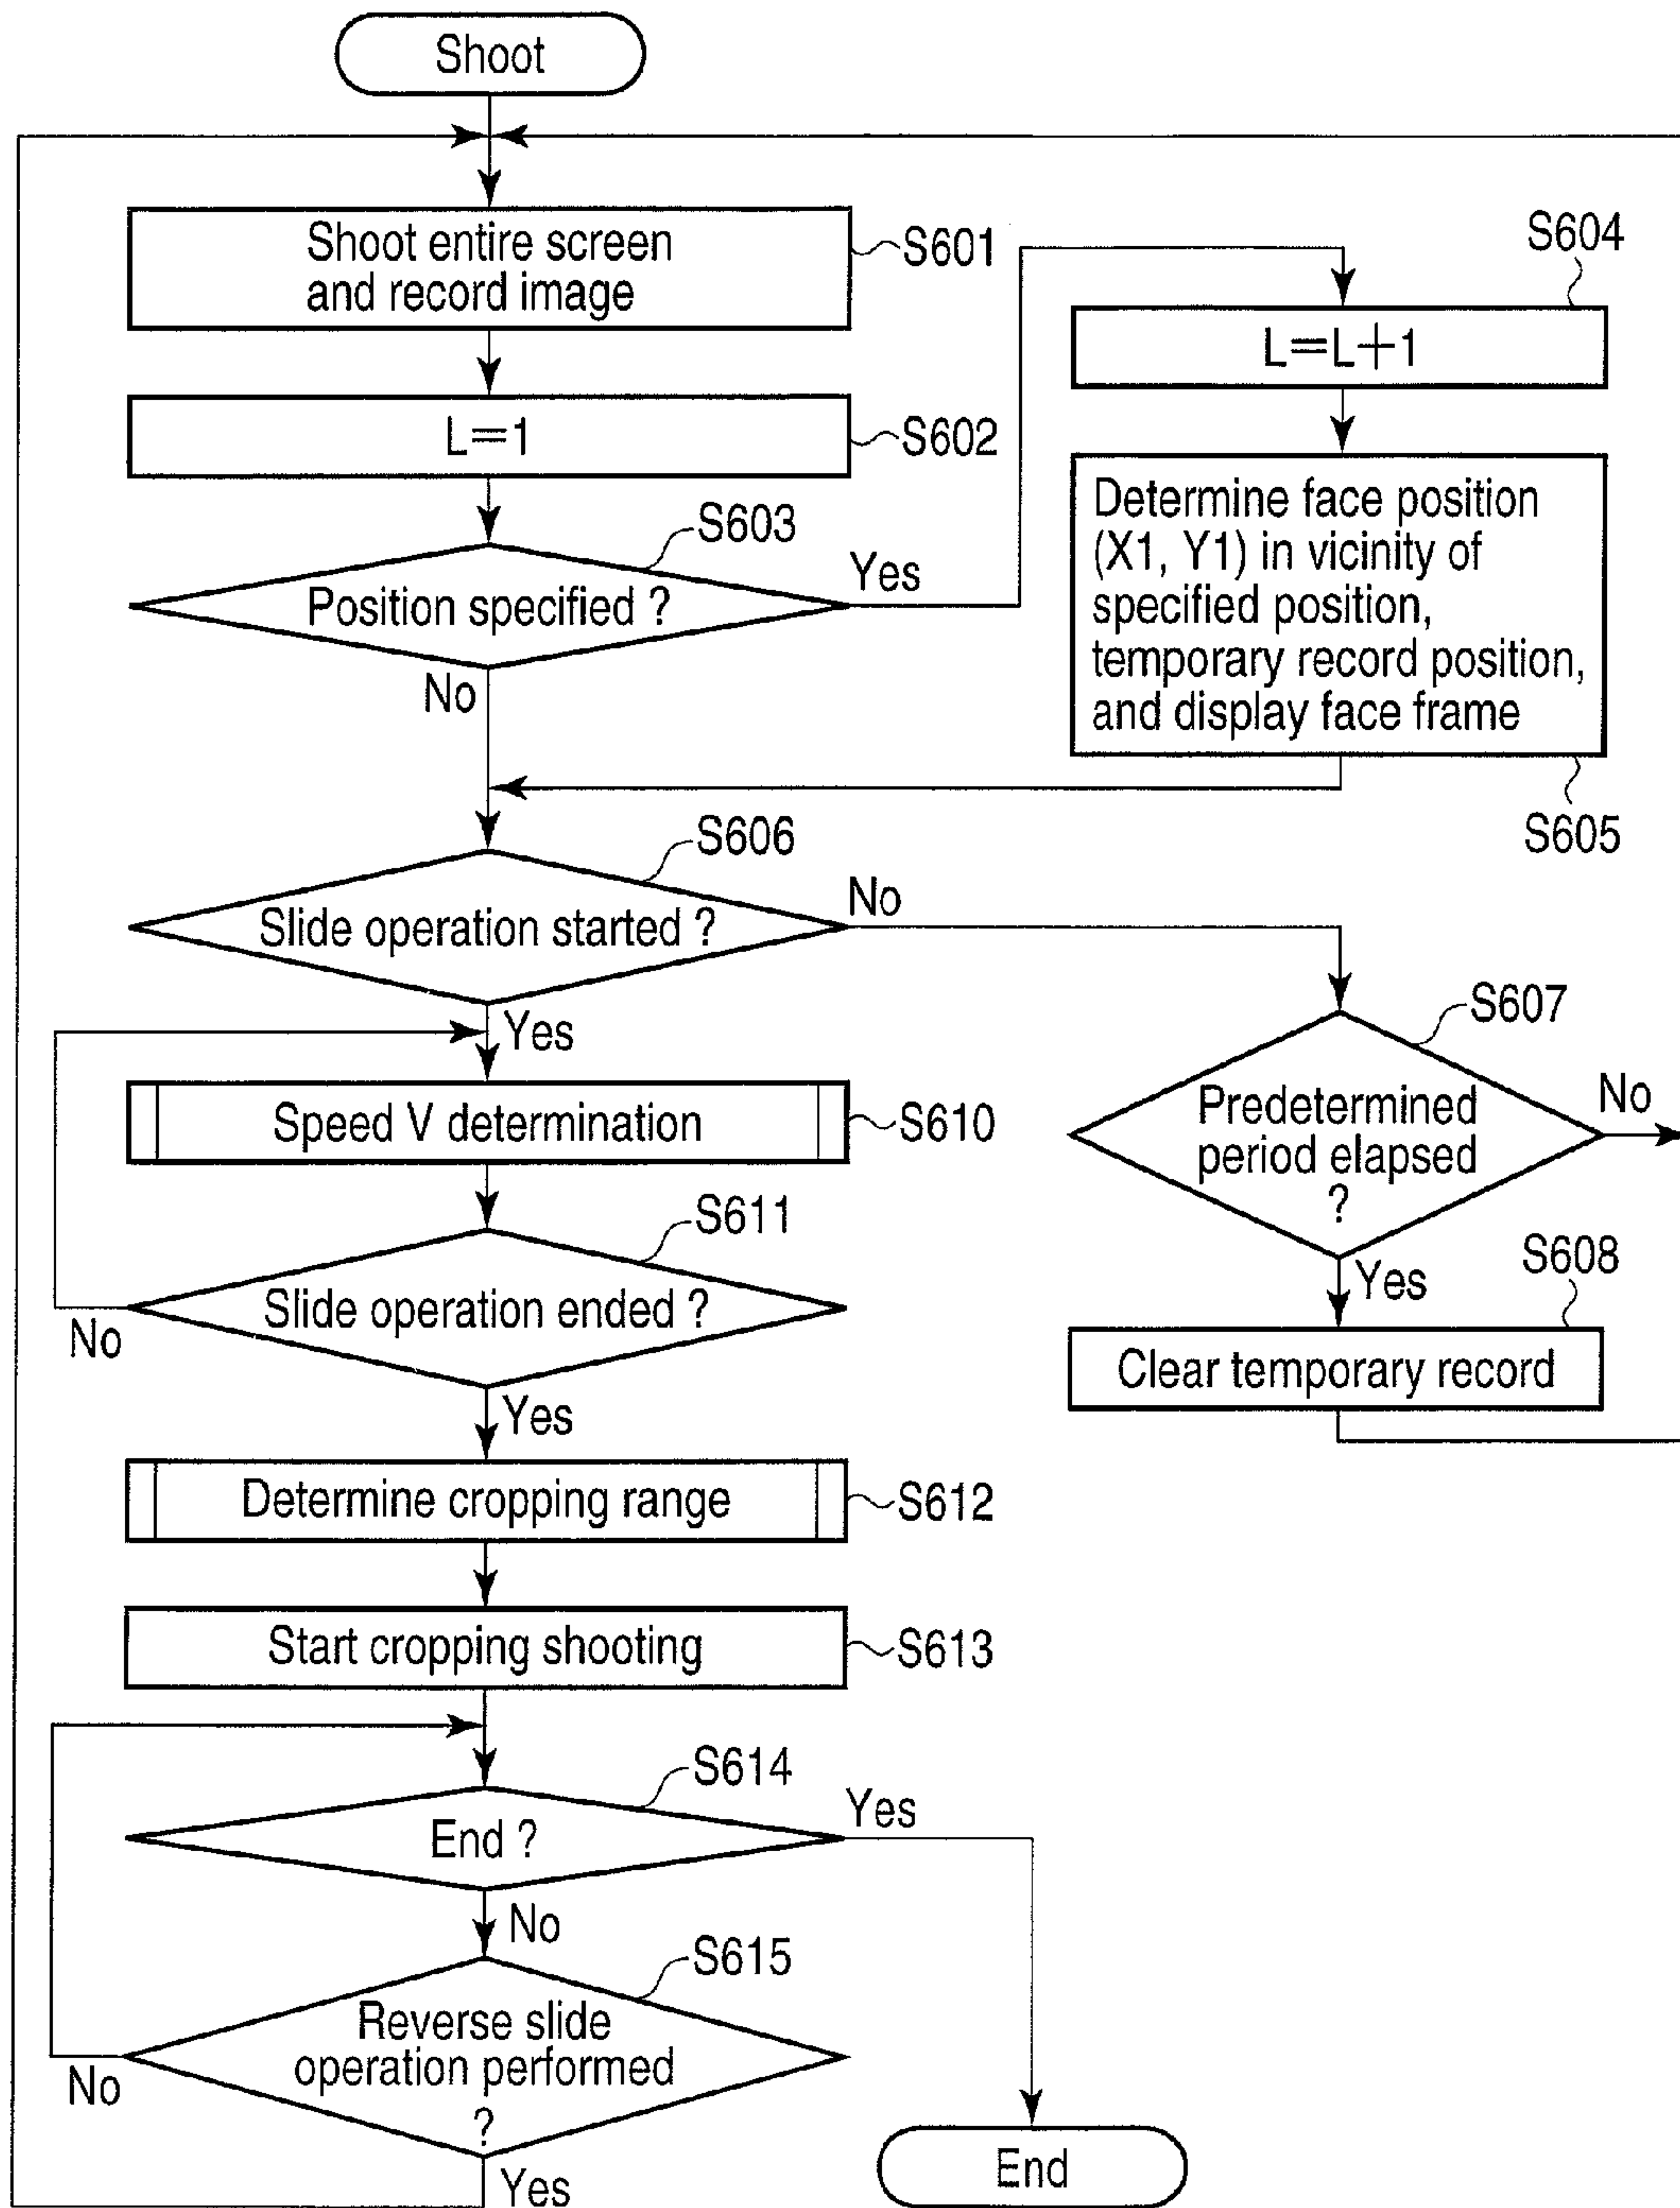 Shoot
Shoot entire screen
and record image
S601
L=1
S602
S603
Position specified ?
Yes
No
S604
L=L+1
Determine face position
(X1, Y1) in vicinity of
specified position,
temporary record position,
and display face frame
S605
S606
Slide operation started ?
No
Yes
S607
Predetermined
period elapsed
?
No
Yes
S608
Clear temporary record
Speed V determination
S610
S611
Slide operation ended ?
No
Yes
Determine cropping range
S612
Start cropping shooting
S613
S614
End ?
Yes
No
S615
Reverse slide
operation performed
?
No
Yes
End